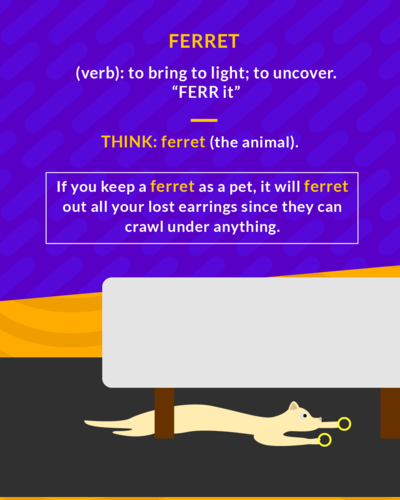 FERRET
(verb): to bring to light; to uncover.
“FERR it”
THINK: ferret (the animal).
If you keep a ferret as a pet, it will ferret
out all your lost earrings since they can
crawl under anything.